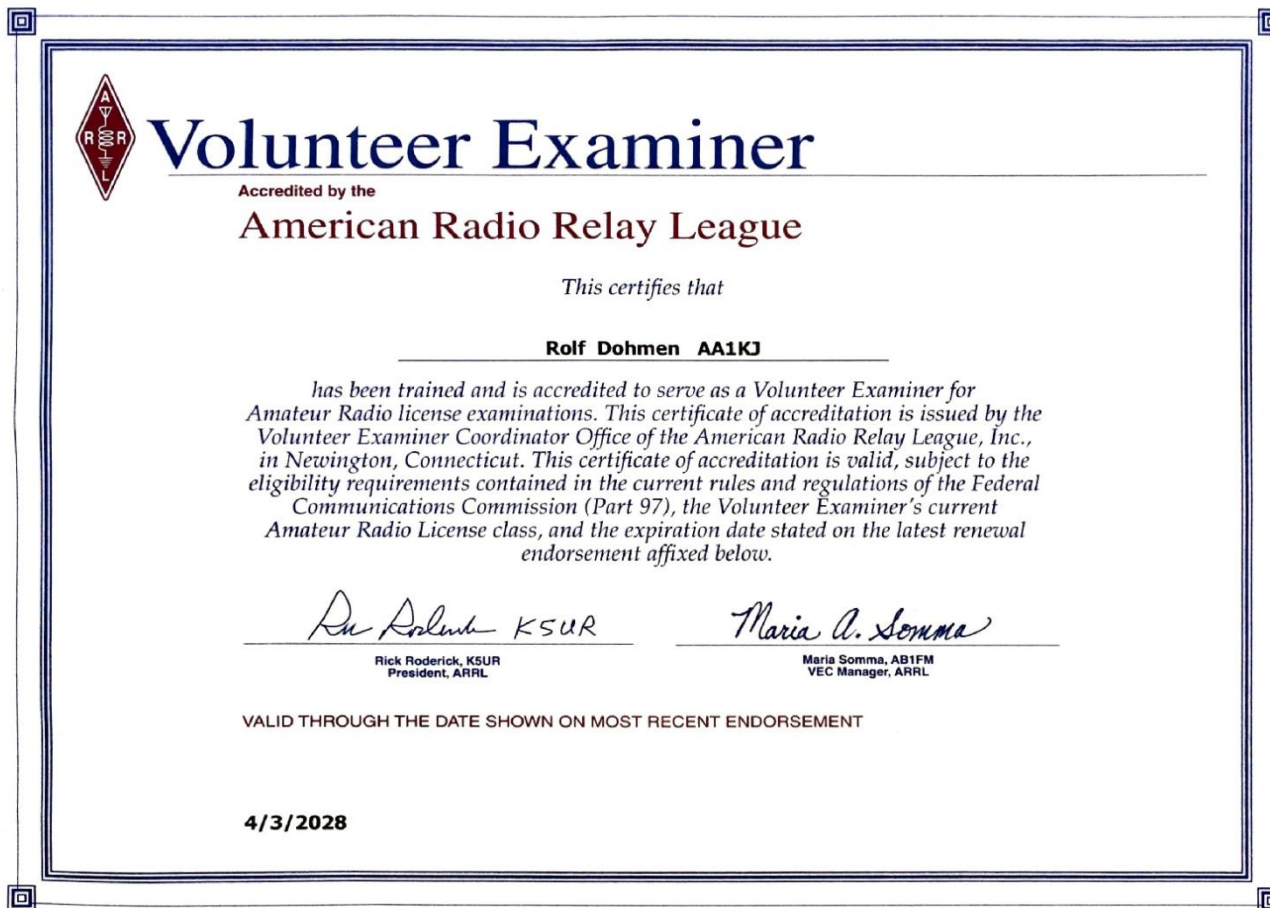 A
R R
L
Volunteer Examiner
Accredited by the
American Radio Relay League
This certifies that
Rolf Dohmen AA1KJ
has been trained and is accredited to serve as a Volunteer Examiner for
Amateur Radio license examinations. This certificate of accreditation is issued by the
Volunteer Examiner Coordinator Office of the American Radio Relay League, Inc.,
in Newington, Connecticut. This certificate of accreditation is valid, subject to the
eligibility requirements contained in the current rules and regulations of the Federal
Communications Commission (Part 97), the Volunteer Examiner's current
Amateur Radio License class, and the expiration date stated on the latest renewal
endorsement affixed below.
K5UR Maria A. Somma
Rick Roderick, K5UR Maria Somma, AB1FM
President, ARRL VEC Manager, ARRL
VALID THROUGH THE DATE SHOWN ON MOST RECENT ENDORSEMENT
4/3/2028